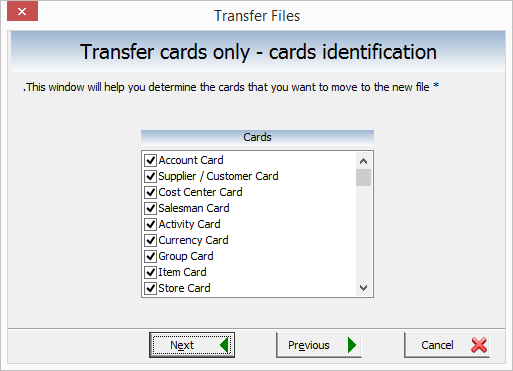 Transfer Files
Transfer cards only - cards identification
.This window will help you determine the cards that you want to move to the new file *
Cards
Account Card
Supplier / Customer Card
Cost Center Card
Salesman Card
Activity Card
Currency Card
Group Card
Item Card
Store Card
Next
Previous
Cancel